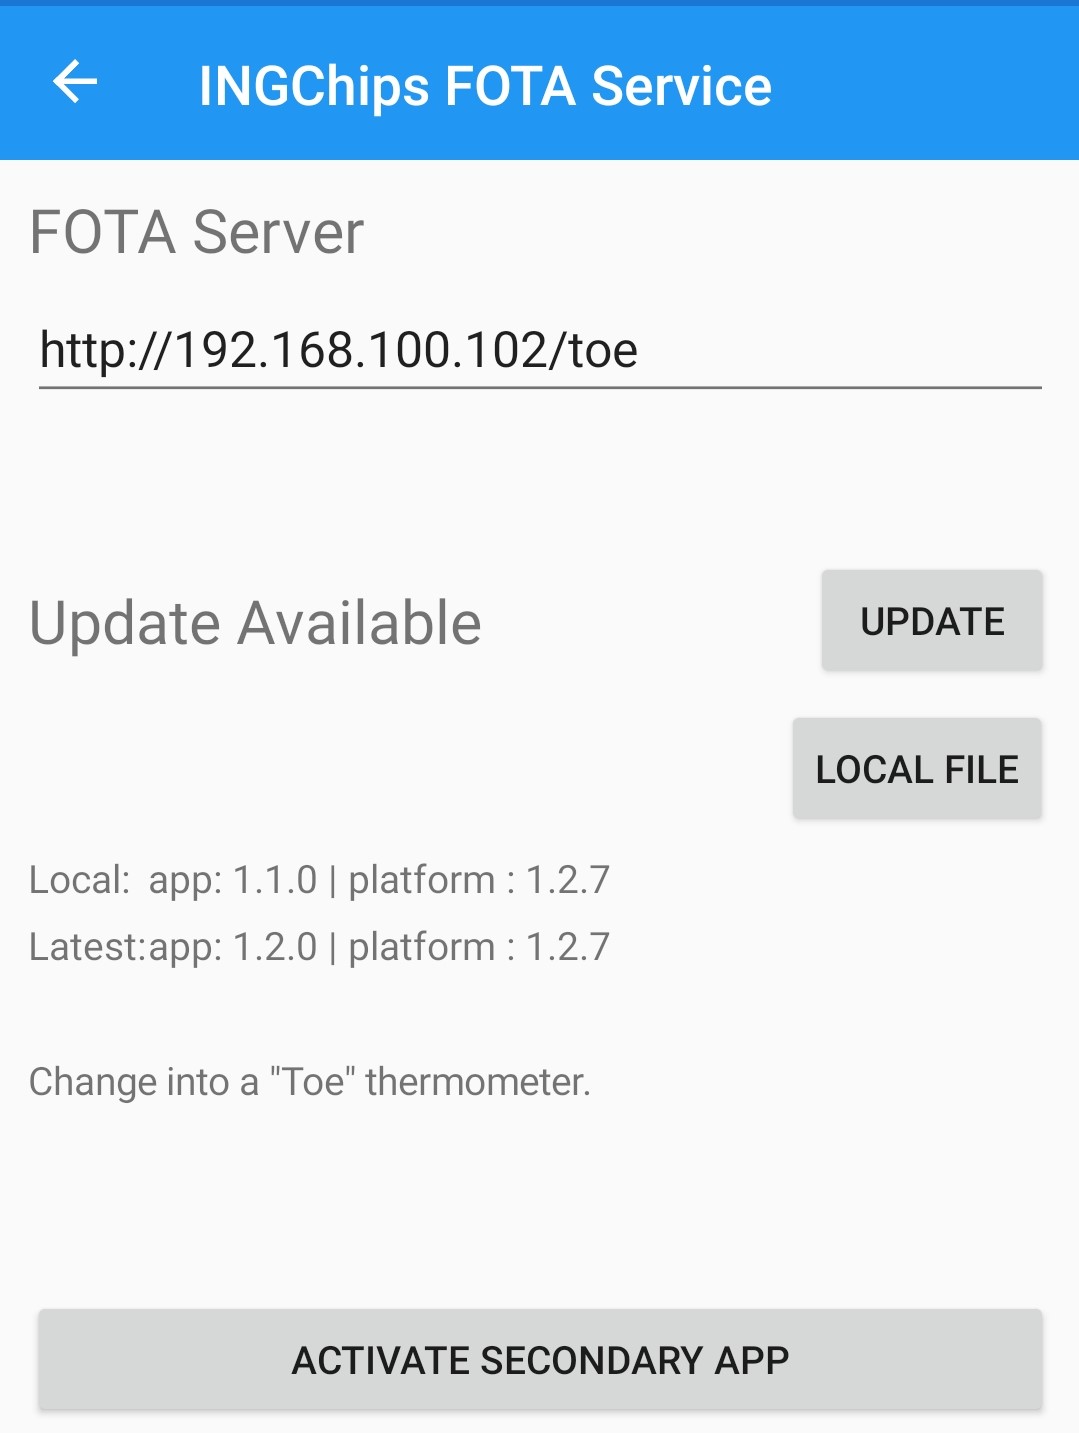 INGChips FOTA Service
FOTA Server
http://192.168.100.102/toe
Update Available
UPDATE
LOCAL FILE
Local: app: 1.1.0 | platform : 1.2.7
Latest:app: 1.2.0 | platform : 1.2.7
Change into a "Toe" thermometer.
ACTIVATE SECONDARY APP